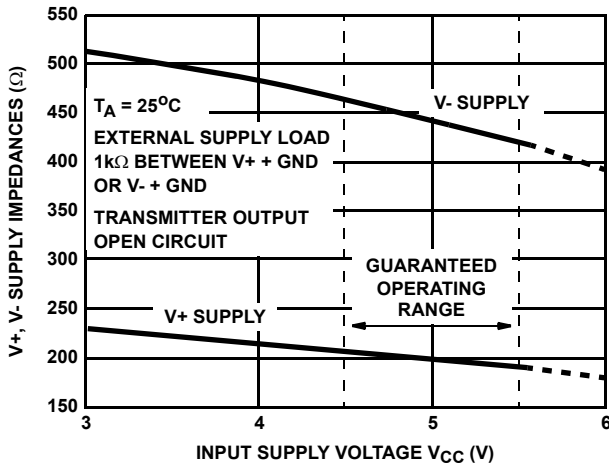 V+, V- SUPPLY IMPEDANCES (Ω)
550
500
450
400
350
300
250
200
150
T_A = 25°C
EXTERNAL SUPPLY LOAD
1kΩ BETWEEN V+ + GND
OR V- + GND
TRANSMITTER OUTPUT
OPEN CIRCUIT
V- SUPPLY
GUARANTEED
OPERATING
RANGE
V+ SUPPLY
3
4
5
6
INPUT SUPPLY VOLTAGE V_CC (V)